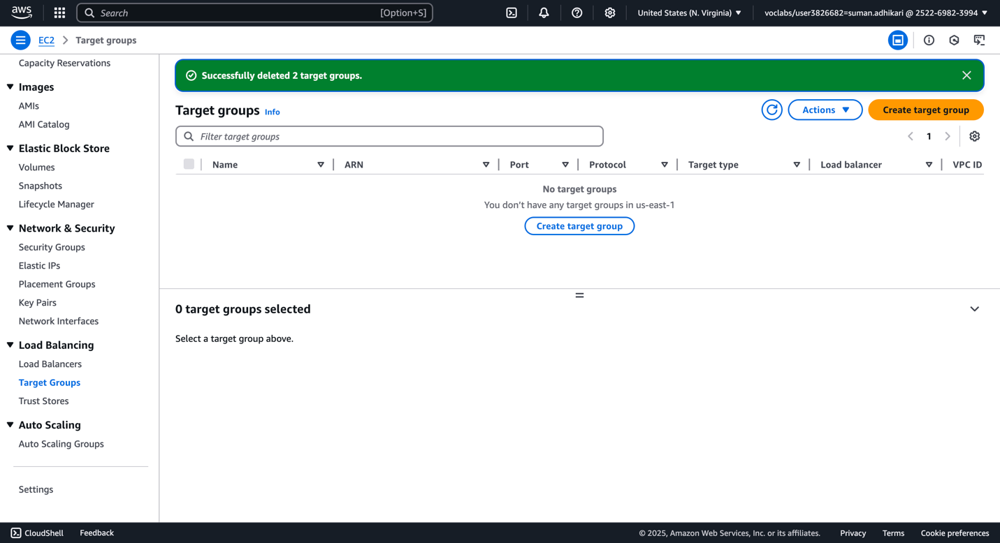 aws
Search [Option+S]
United States (N. Virginia)
voclabs/user3826682=suman.adhikari @ 2522-6982-3994
EC2
Target groups
Capacity Reservations
Images
AMIs
AMI Catalog
Elastic Block Store
Volumes
Snapshots
Lifecycle Manager
Network & Security
Security Groups
Elastic IPs
Placement Groups
Key Pairs
Network Interfaces
Load Balancing
Load Balancers
Target Groups
Trust Stores
Auto Scaling
Auto Scaling Groups
Settings
Successfully deleted 2 target groups.
Target groups Info
Actions
Create target group
Filter target groups
1
Name ARN Port Protocol Target type Load balancer VPC ID
No target groups
You don't have any target groups in us-east-1
Create target group
0 target groups selected
Select a target group above.
CloudShell Feedback
© 2025, Amazon Web Services, Inc. or its affiliates. Privacy Terms Cookie preferences